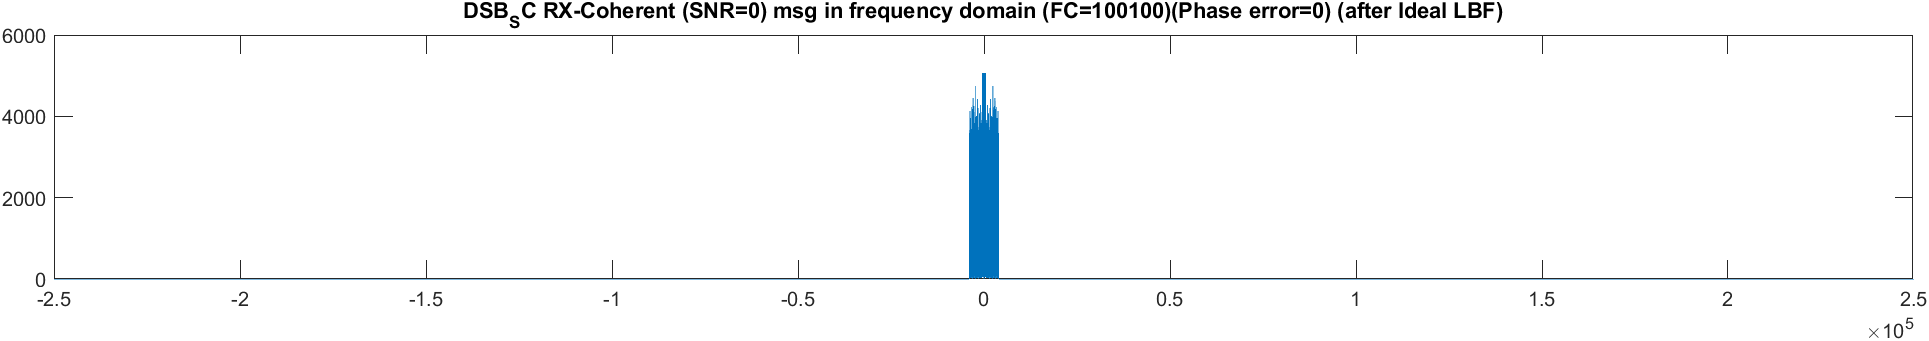 DSB_SC RX-Coherent (SNR=0) msg in frequency domain (FC=100100)(Phase error=0) (after Ideal LBF)
6000
4000
2000
0
-2.5 -2 -1.5 -1 -0.5 0 0.5 1 1.5 2 2.5
×10^5